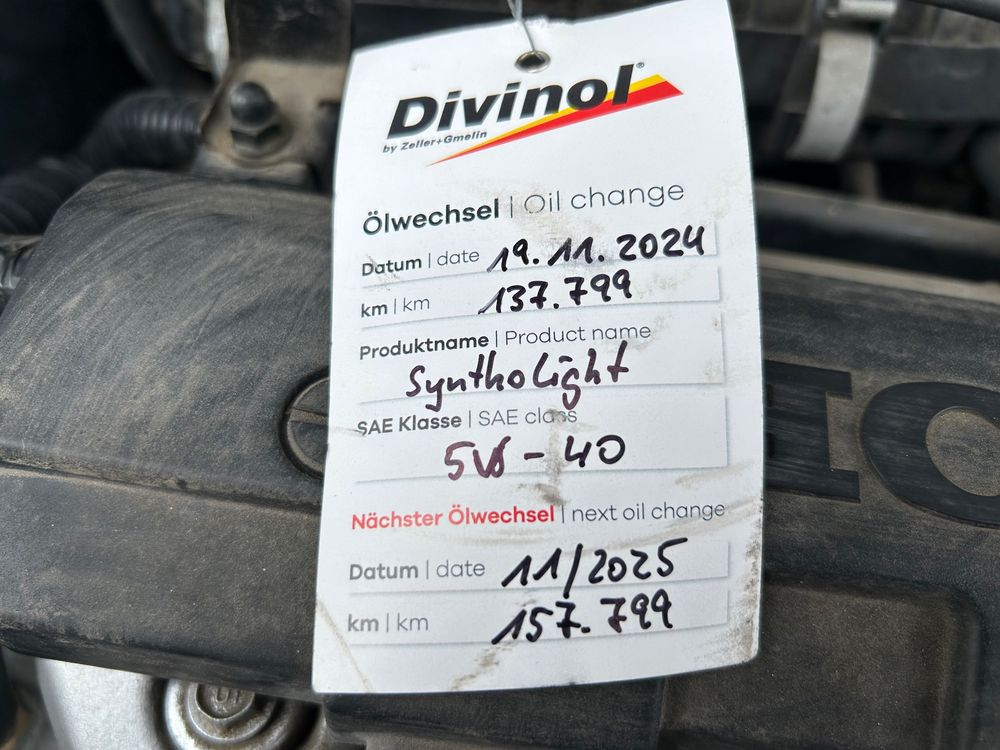 Divinol®
by Zeller+Gmelin
Ölwechsel | Oil change
Datum | date 19.11.2024
km | km 137.799
Produktname | Product name
Syntholight
SAE Klasse | SAE class
5W-40
Nächster Ölwechsel | next oil change
Datum | date 11/2025
km | km 157.799
HO